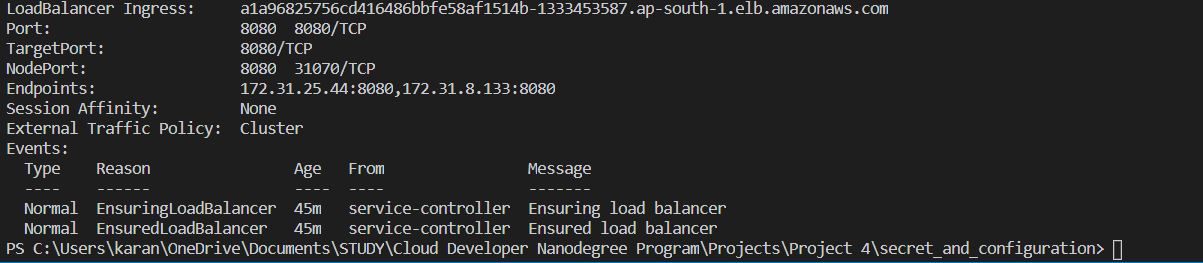 LoadBalancer Ingress:     a1a96825756cd416486bbfe58af1514b-1333453587.ap-south-1.elb.amazonaws.com
Port:                     8080  8080/TCP
TargetPort:               8080/TCP
NodePort:                 8080  31070/TCP
Endpoints:                172.31.25.44:8080,172.31.8.133:8080
Session Affinity:         None
External Traffic Policy:  Cluster
Events:
  Type    Reason                Age   From                Message
  ----    ------                ----  ----                -------
  Normal  EnsuringLoadBalancer  45m   service-controller  Ensuring load balancer
  Normal  EnsuredLoadBalancer   45m   service-controller  Ensured load balancer
PS C:\Users\karan\OneDrive\Documents\STUDY\Cloud Developer Nanodegree Program\Projects\Project 4\secret_and_configuration>